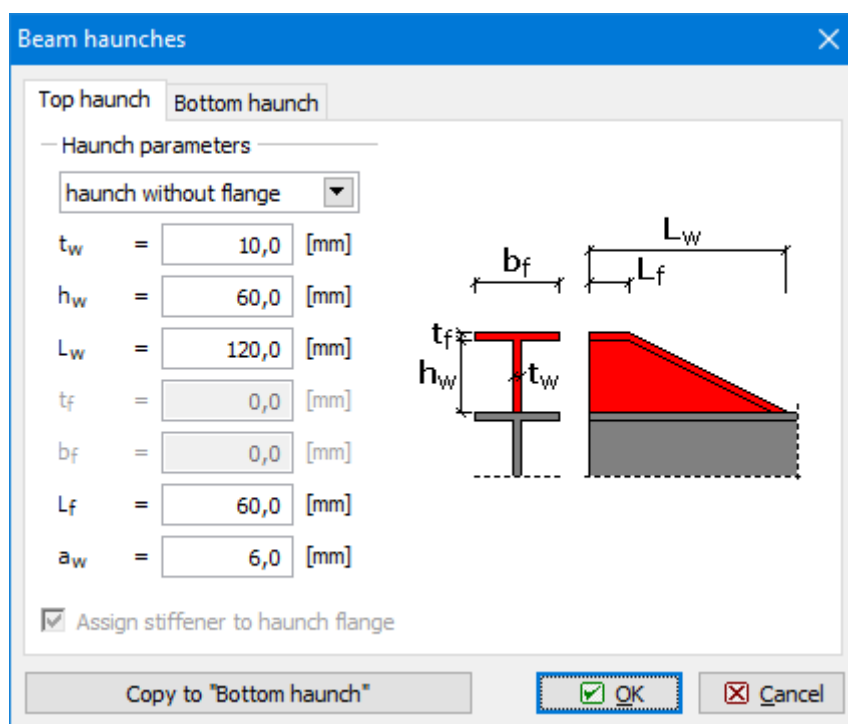 Beam haunches
Top haunch Bottom haunch
Haunch parameters
haunch without flange
tw = 10,0 [mm]
hw = 60,0 [mm]
Lw = 120,0 [mm]
tf = 0,0 [mm]
bf = 0,0 [mm]
Lf = 60,0 [mm]
aw = 6,0 [mm]
Lw
bf Lf
tf
hw tw
Assign stiffener to haunch flange
Copy to "Bottom haunch" OK Cancel